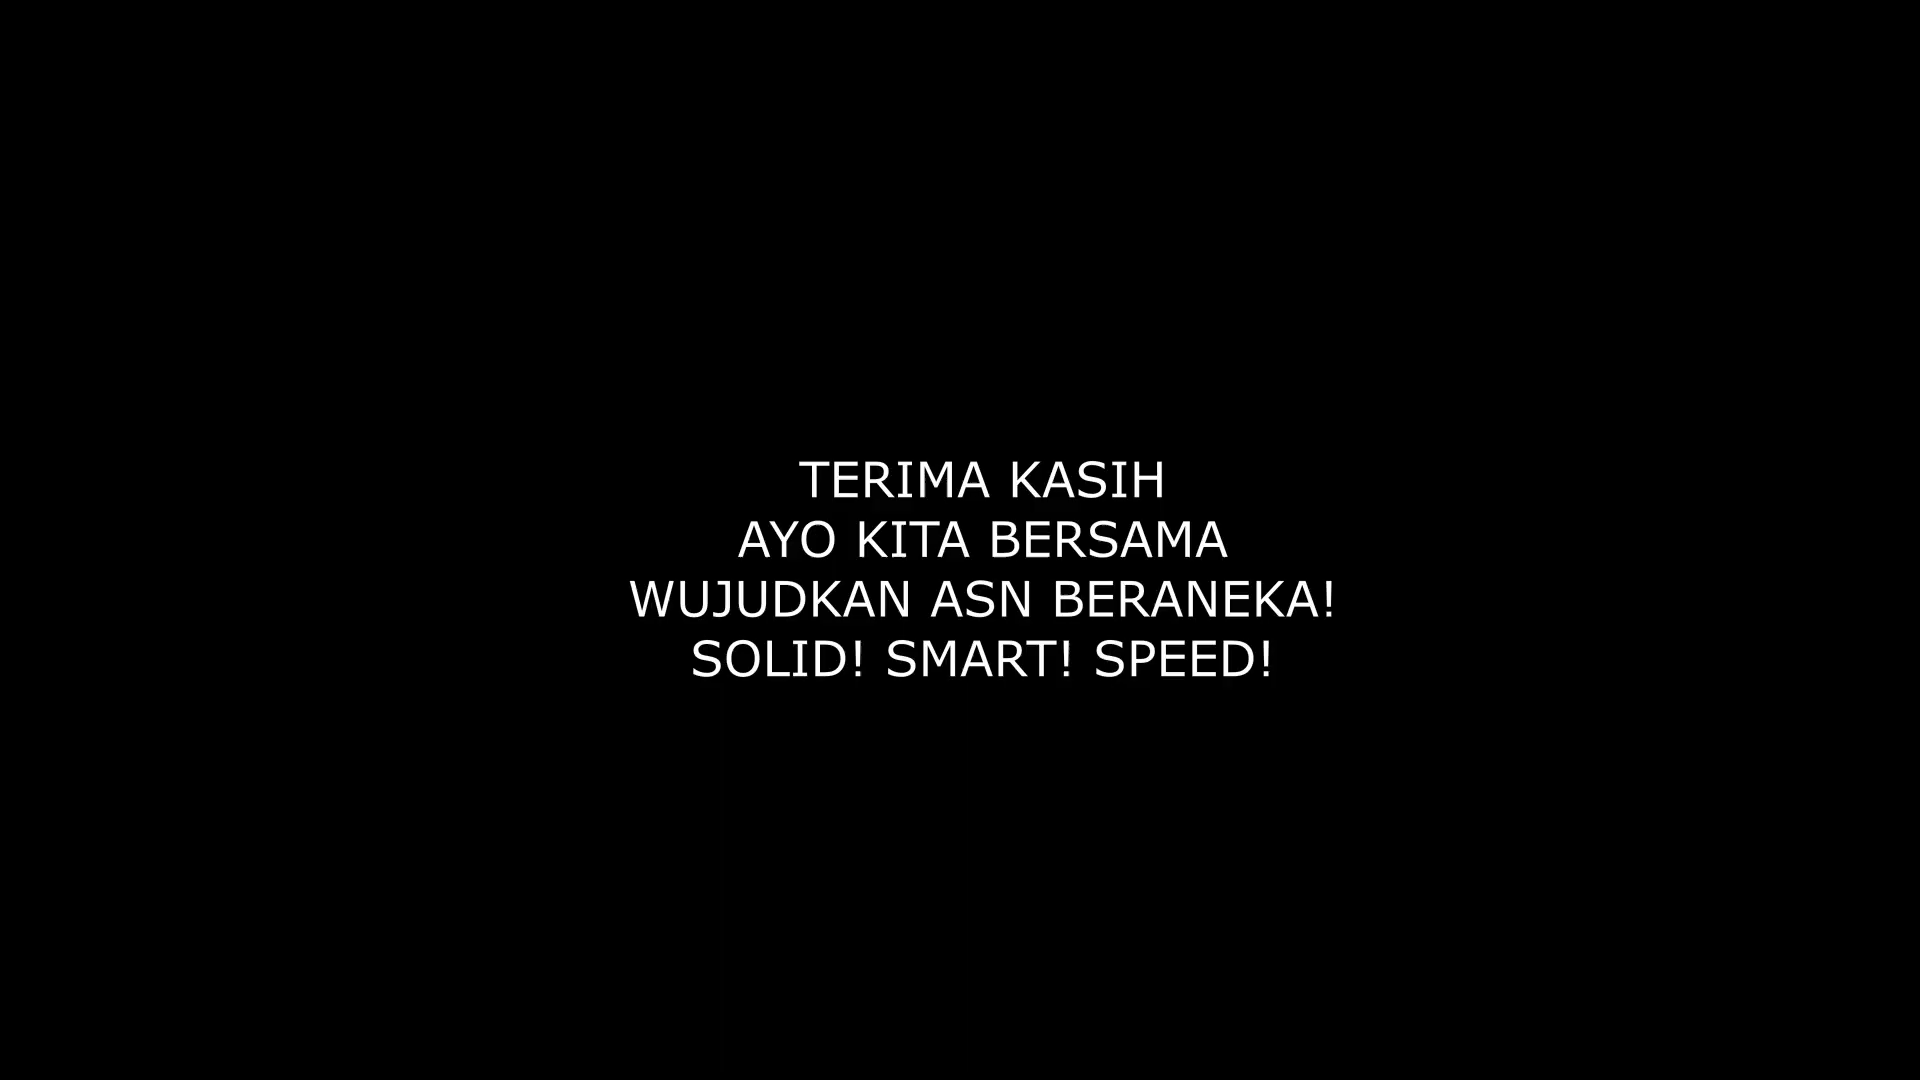 TERIMA KASIH
AYO KITA BERSAMA
WUJUDKAN ASN BERANEKA!
SOLID! SMART! SPEED!